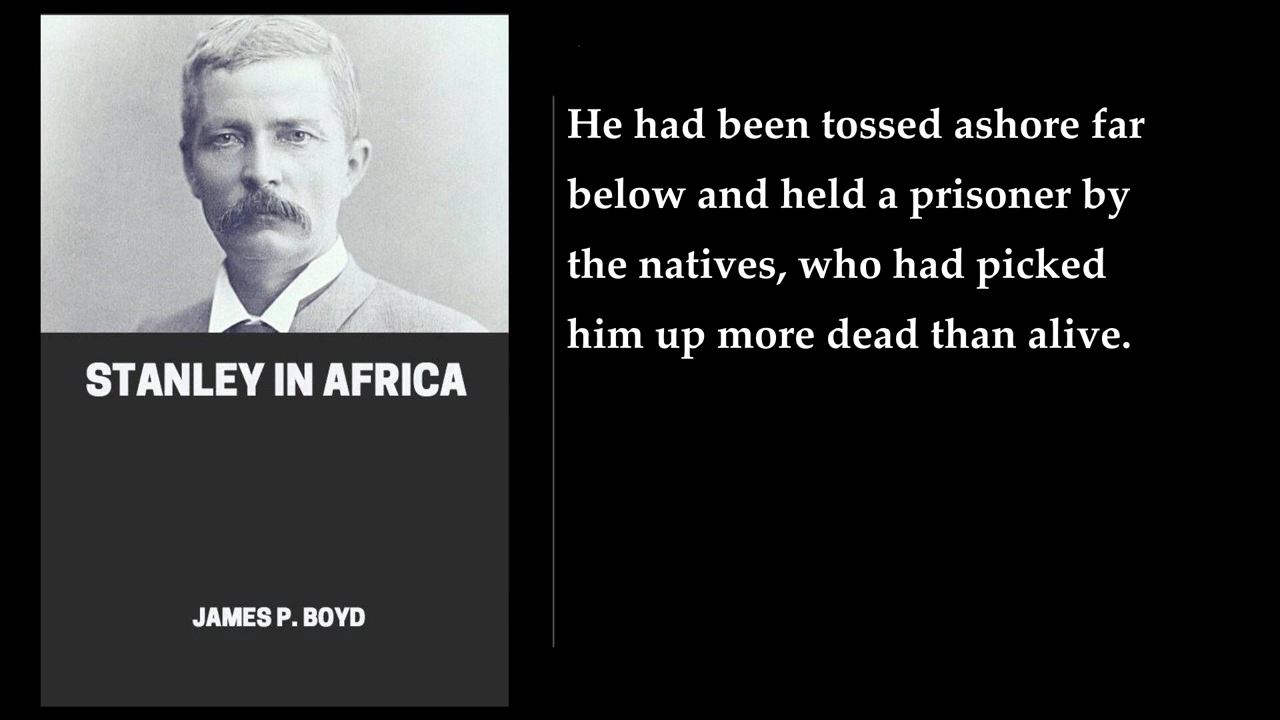 STANLEY IN AFRICA
JAMES P. BOYD
He had been tossed ashore far
below and held a prisoner by
the natives, who had picked
him up more dead than alive.